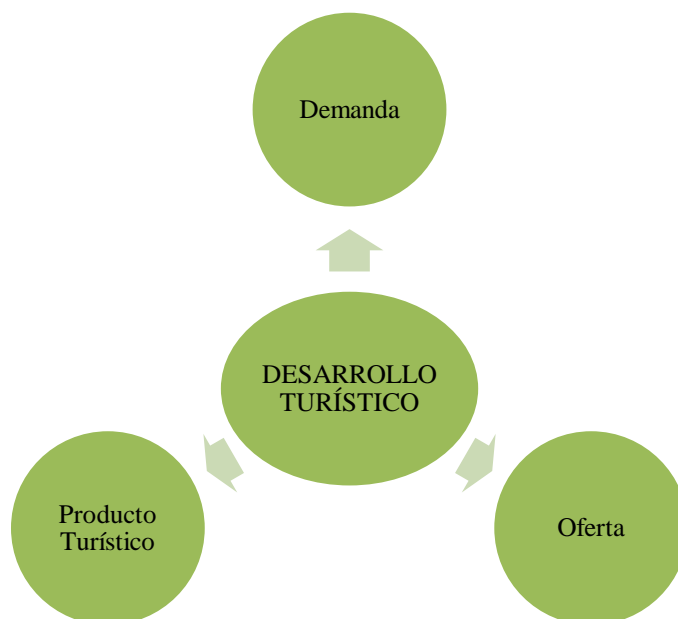 Demanda
DESARROLLO
TURÍSTICO
Producto
Turístico
Oferta